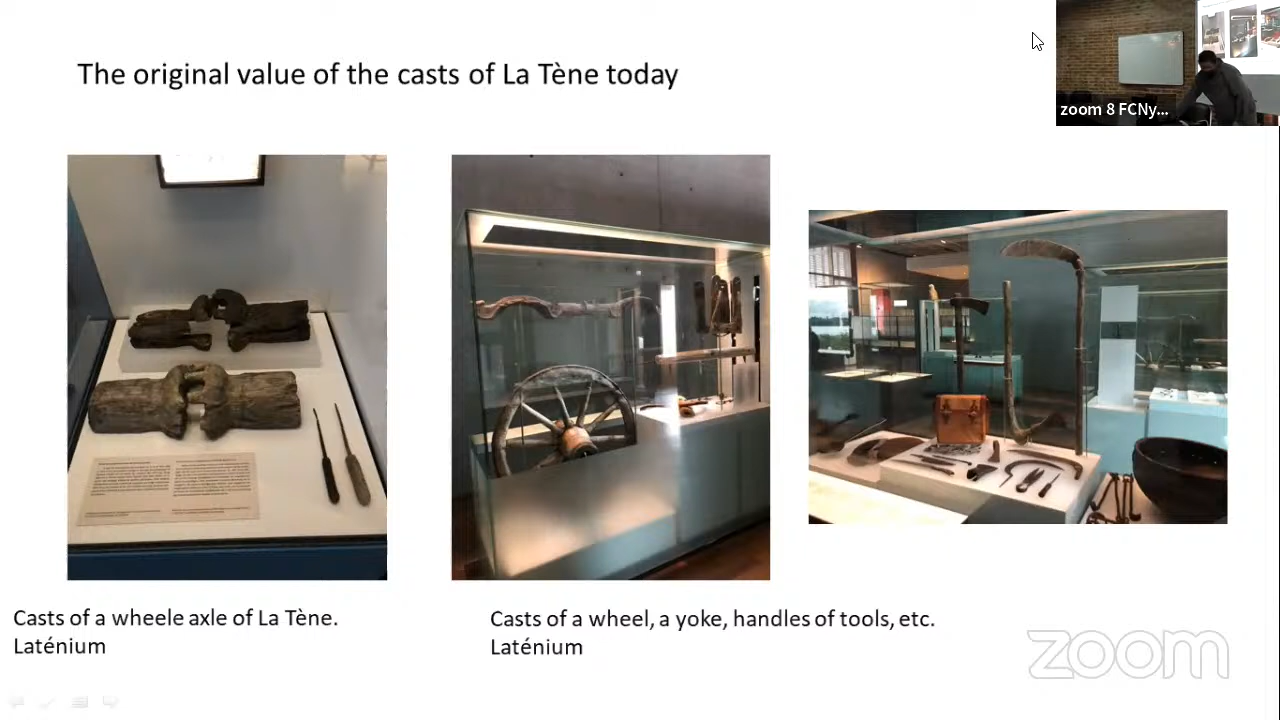 The original value of the casts of La Tène today
zoom 8 FCNy...
Casts of a wheele axle of La Tène.
Laténium
Casts of a wheel, a yoke, handles of tools, etc.
Laténium
zoom